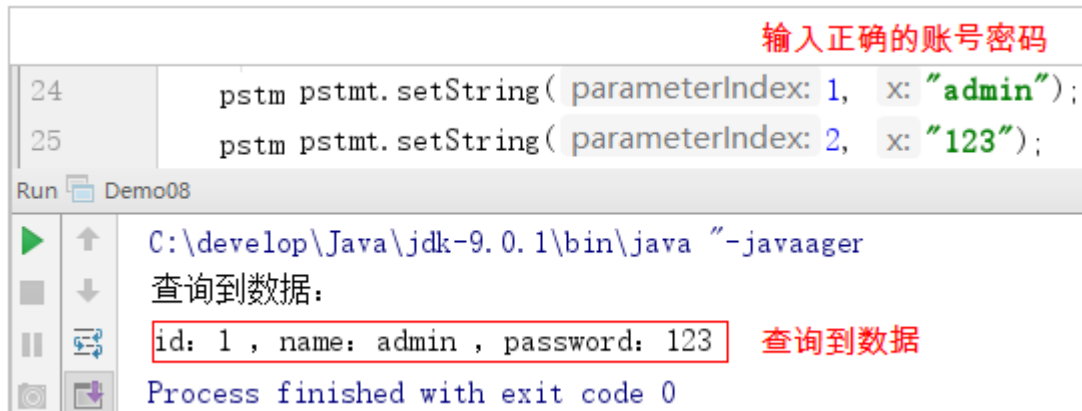 输入正确的账号密码
24 pstm pstmt.setString( parameterIndex: 1, x: "admin");
25 pstm pstmt.setString( parameterIndex: 2, x: "123");
Run Demo08
C:\develop\Java\jdk-9.0.1\bin\java "-javaager
查询到数据：
id：1 , name：admin , password：123 查询到数据
Process finished with exit code 0